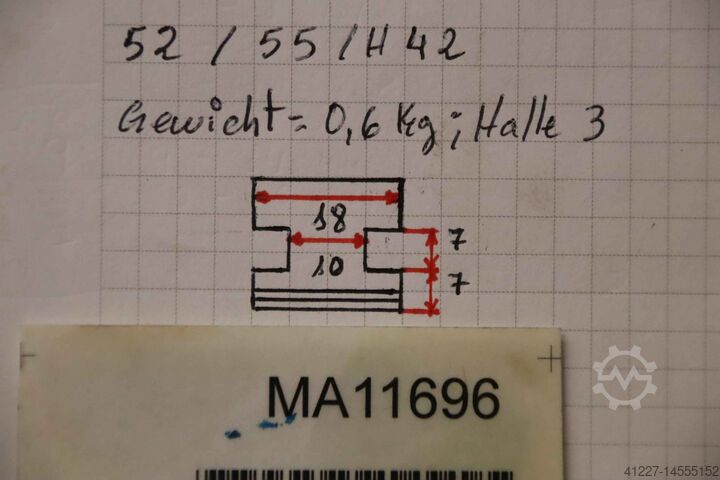 52 / 55 / H 42
Gewicht = 0,6 Kg ; Halle 3
18
10
7
7
MA11696
41227-14555152